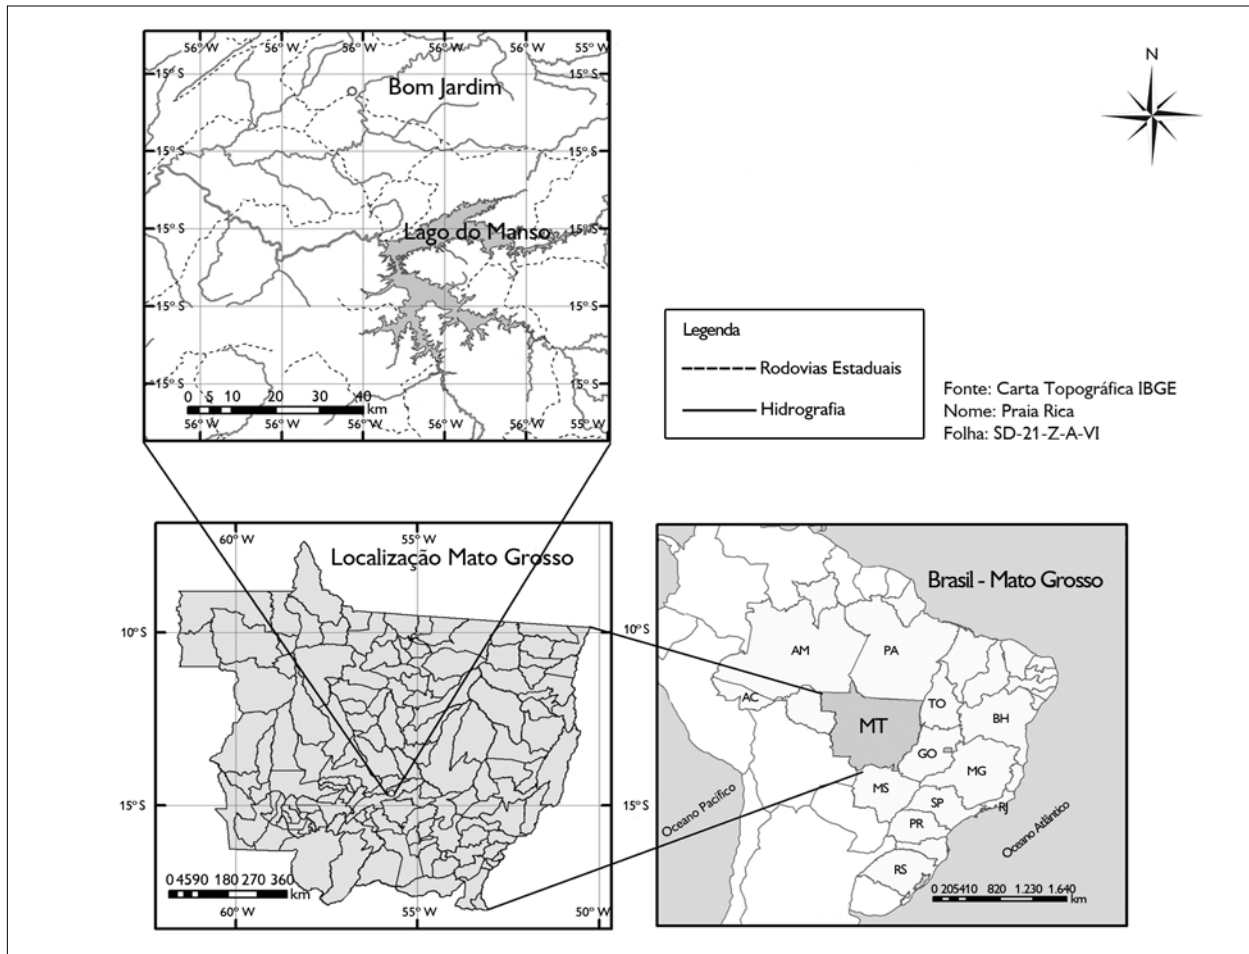 56° W 56° W 56° W 56° W 56° W 55° W
15° S 15° S
Bom Jardim
15° S 15° S
15° S 15° S
Lago do Manso
15° S 15° S
15° S 15° S
0 5 10 20 30 40
km
56° W 56° W 56° W 56° W 56° W 55° W
N
Legenda
Rodovias Estaduais
Hidrografia
Fonte: Carta Topográfica IBGE
Nome: Praia Rica
Folha: SD-21-Z-A-VI
60° W 55° W
Localização Mato Grosso
10°S 10°S
15°S 15°S
0 4590 180 270 360
km
60° W 55° W 50° W
Brasil - Mato Grosso
AM PA
AC TO
MT BH
GO
MG
MS
SP RJ
PR
RS
Oceano Pacífico
Oceano Atlântico
0 205410 820 1.230 1.640
km